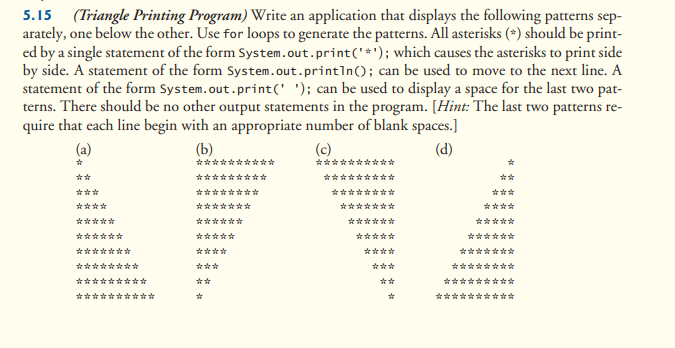 5.15 (Triangle Printing Program) Write an application that displays the following patterns sep-
arately, one below the other. Use for loops to generate the patterns. All asterisks (*) should be print-
ed by a single statement of the form System.out.print('*'); which causes the asterisks to print side
by side. A statement of the form System.out.println(); can be used to move to the next line. A
statement of the form System.out.print(' '); can be used to display a space for the last two pat-
terns. There should be no other output statements in the program. [Hint: The last two patterns re-
quire that each line begin with an appropriate number of blank spaces.]
(a) (b) (c) (d)
* ********** ********** *
** ********* ********* **
*** ******** ******** ***
**** ******* ******* ****
***** ****** ****** *****
****** ***** ***** ******
******* **** **** *******
******** *** *** ********
********* ** ** *********
********** * * **********